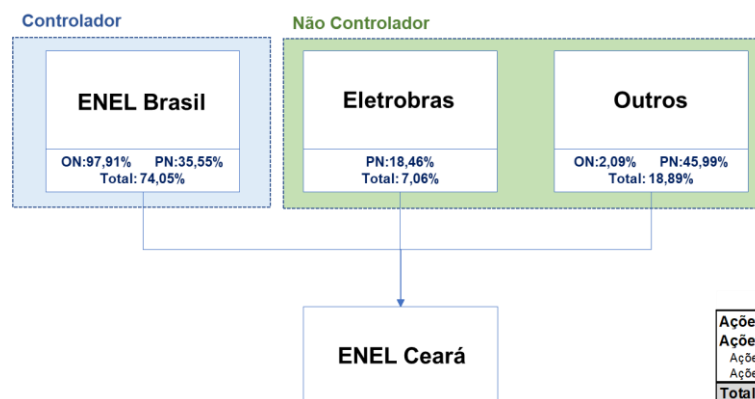 Controlador
Não Controlador
ENEL Brasil
ON:97,91% PN:35,55%
Total: 74,05%
Eletrobras
PN:18,46%
Total: 7,06%
Outros
ON:2,09% PN:45,99%
Total: 18,89%
ENEL Ceará
Total